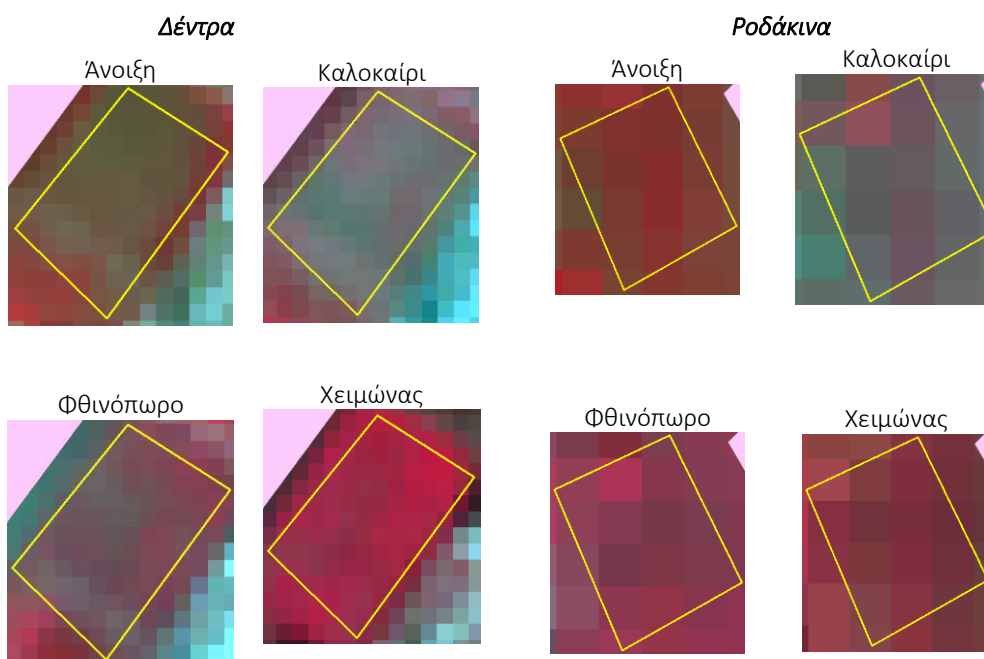 Δέντρα
Ροδάκινα
Άνοιξη
Καλοκαίρι
Άνοιξη
Καλοκαίρι
Φθινόπωρο
Χειμώνας
Φθινόπωρο
Χειμώνας